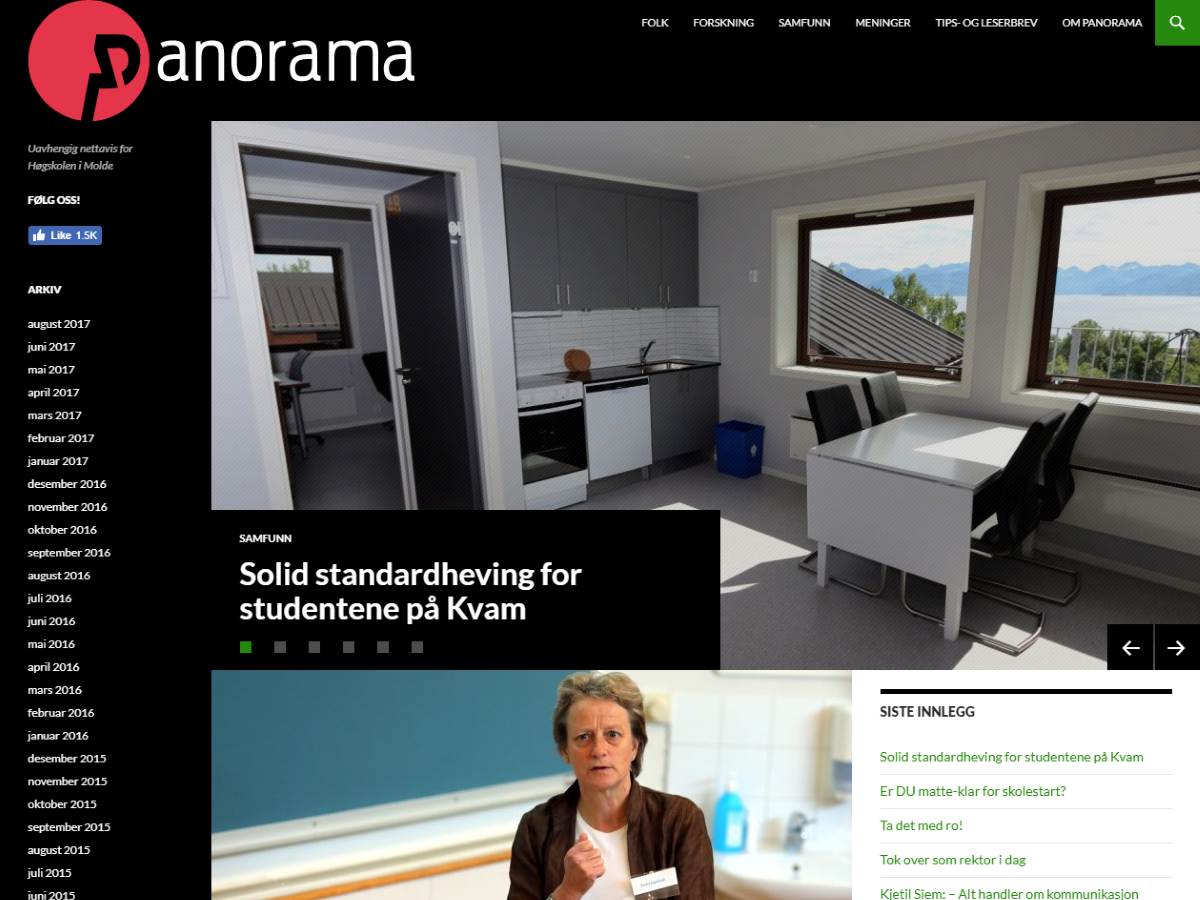 Panorama
FOLK
FORSKNING
SAMFUNN
MENINGER
TIPS- OG LESERBREV
OM PANORAMA
Uavhengig nettavis for
Høgskolen i Molde
FØLG OSS!
Like 1.5K
ARKIV
august 2017
juni 2017
mai 2017
april 2017
mars 2017
februar 2017
januar 2017
desember 2016
november 2016
oktober 2016
september 2016
august 2016
juli 2016
juni 2016
mai 2016
april 2016
mars 2016
februar 2016
januar 2016
desember 2015
november 2015
oktober 2015
september 2015
august 2015
juli 2015
juni 2015
SAMFUNN
Solid standardheving for
studentene på Kvam
SISTE INNLEGG
Solid standardheving for studentene på Kvam
Er DU matte-klar for skolestart?
Ta det med ro!
Tok over som rektor i dag
Kjetil Siem: – Alt handler om kommunikasjon